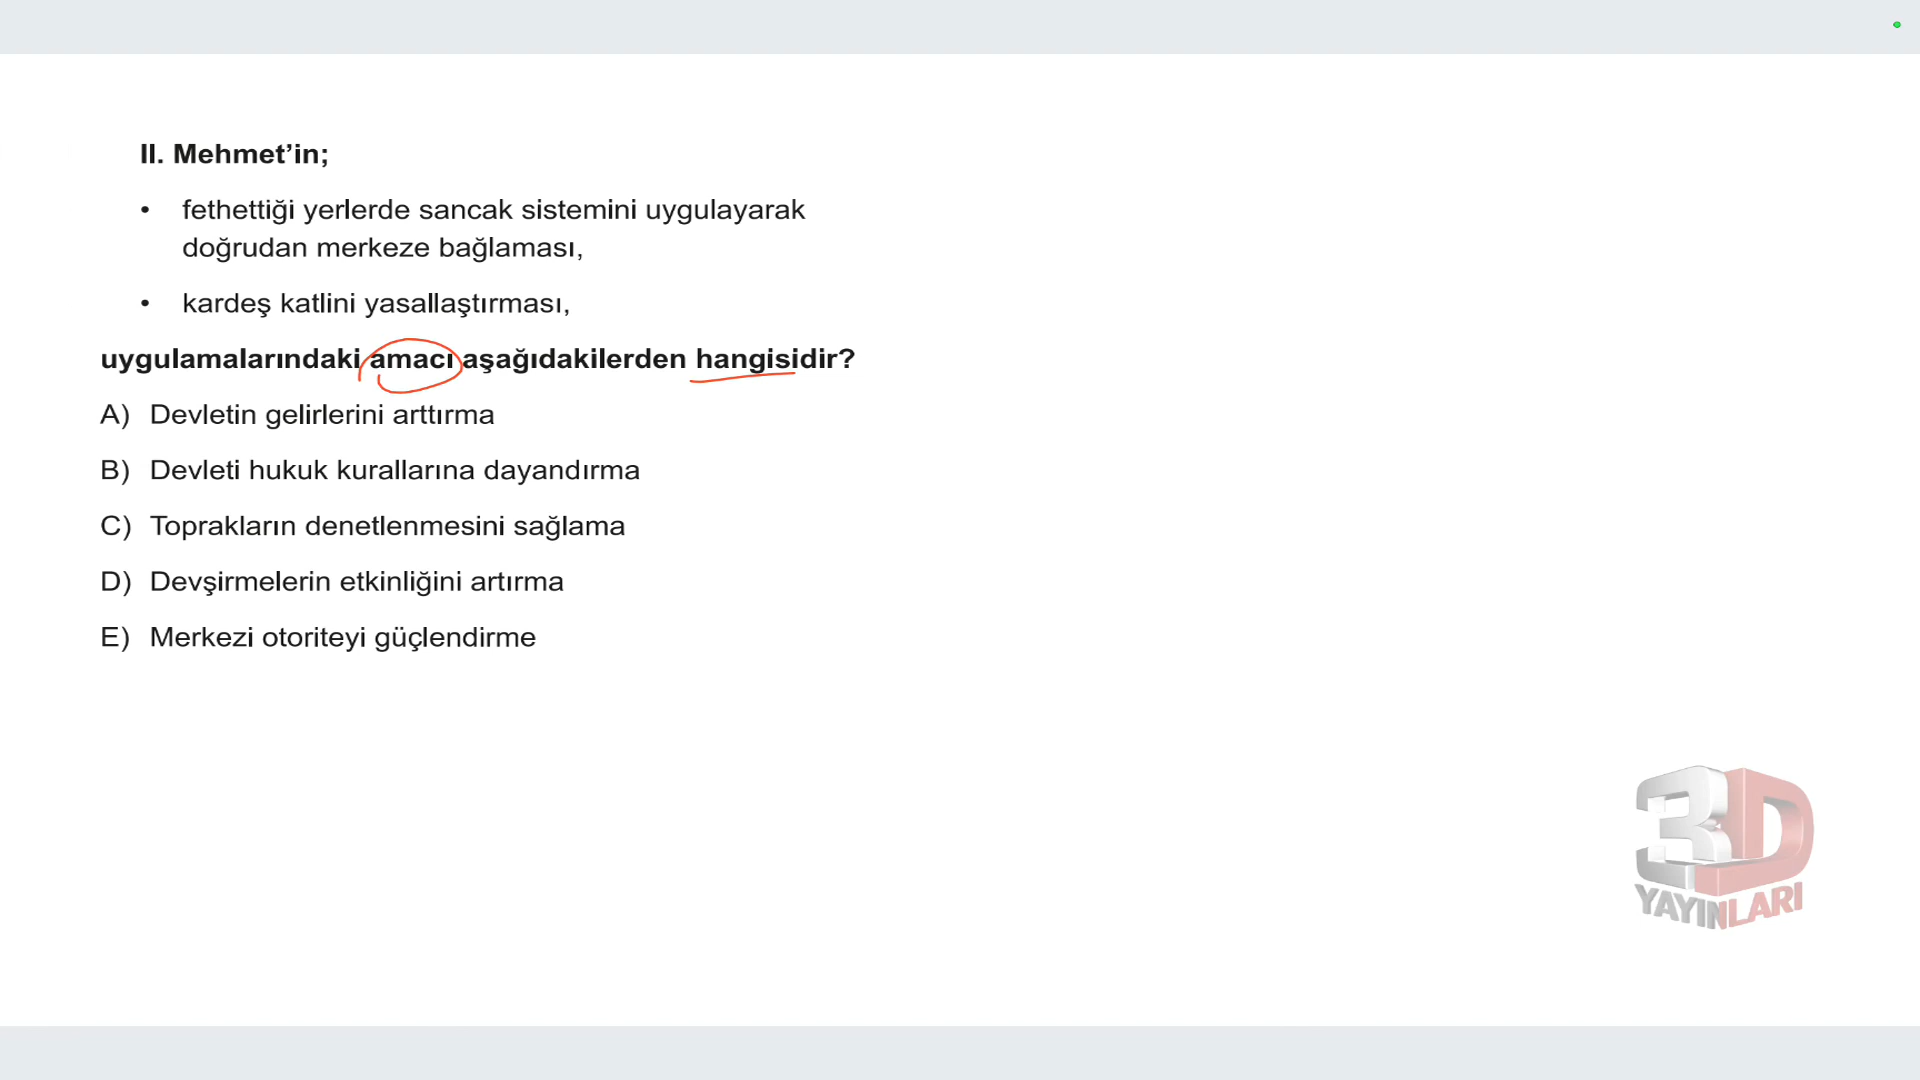 II. Mehmet’in;
• fethettiği yerlerde sancak sistemini uygulayarak
doğrudan merkeze bağlaması,
• kardeş katlini yasallaştırması,
uygulamalarındaki amacı aşağıdakilerden hangisidir?
A) Devletin gelirlerini arttırma
B) Devleti hukuk kurallarına dayandırma
C) Toprakların denetlenmesini sağlama
D) Devşirmelerin etkinliğini artırma
E) Merkezi otoriteyi güçlendirme
3D
YAYINLARI